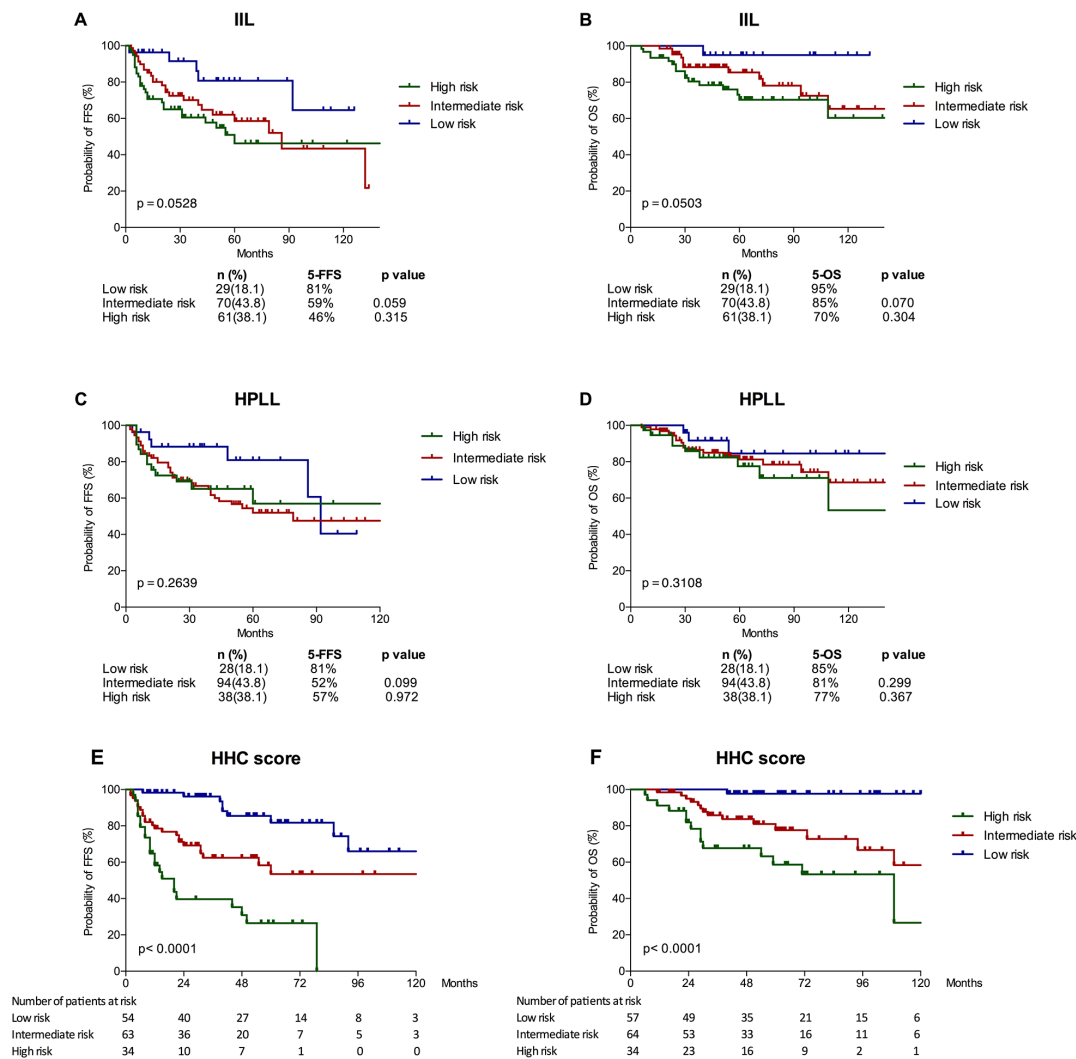 A
IIL
Probability of FFS (%)
100
80
60
40
20
0
0 30 60 90 120
Months
p = 0.0528
High risk
Intermediate risk
Low risk
n (%) 5-FFS p value
Low risk 29(18.1) 81%
Intermediate risk 70(43.8) 59% 0.059
High risk 61(38.1) 46% 0.315
B
IIL
Probability of OS (%)
100
80
60
40
20
0
0 30 60 90 120
Months
p = 0.0503
High risk
Intermediate risk
Low risk
n (%) 5-OS p value
Low risk 29(18.1) 95%
Intermediate risk 70(43.8) 85% 0.070
High risk 61(38.1) 70% 0.304
C
HPLL
Probability of FFS (%)
100
80
60
40
20
0
0 30 60 90 120
Months
p = 0.2639
High risk
Intermediate risk
Low risk
n (%) 5-FFS p value
Low risk 28(18.1) 81%
Intermediate risk 94(43.8) 52% 0.099
High risk 38(38.1) 57% 0.972
D
HPLL
Probability of OS (%)
100
80
60
40
20
0
0 30 60 90 120
Months
p = 0.3108
High risk
Intermediate risk
Low risk
n (%) 5-OS p value
Low risk 28(18.1) 85%
Intermediate risk 94(43.8) 81% 0.299
High risk 38(38.1) 77% 0.367
E
HHC score
Probability of FFS (%)
100
80
60
40
20
0
0 24 48 72 96 120 Months
p< 0.0001
Number of patients at risk
Low risk 54 40 27 14 8 3
Intermediate risk 63 36 20 7 5 3
High risk 34 10 7 1 0 0
F
HHC score
Probability of OS (%)
100
80
60
40
20
0
0 24 48 72 96 120 Months
p< 0.0001
High risk
Intermediate risk
Low risk
Number of patients at risk
Low risk 57 49 35 21 15 6
Intermediate risk 64 53 33 16 11 6
High risk 34 23 16 9 2 1